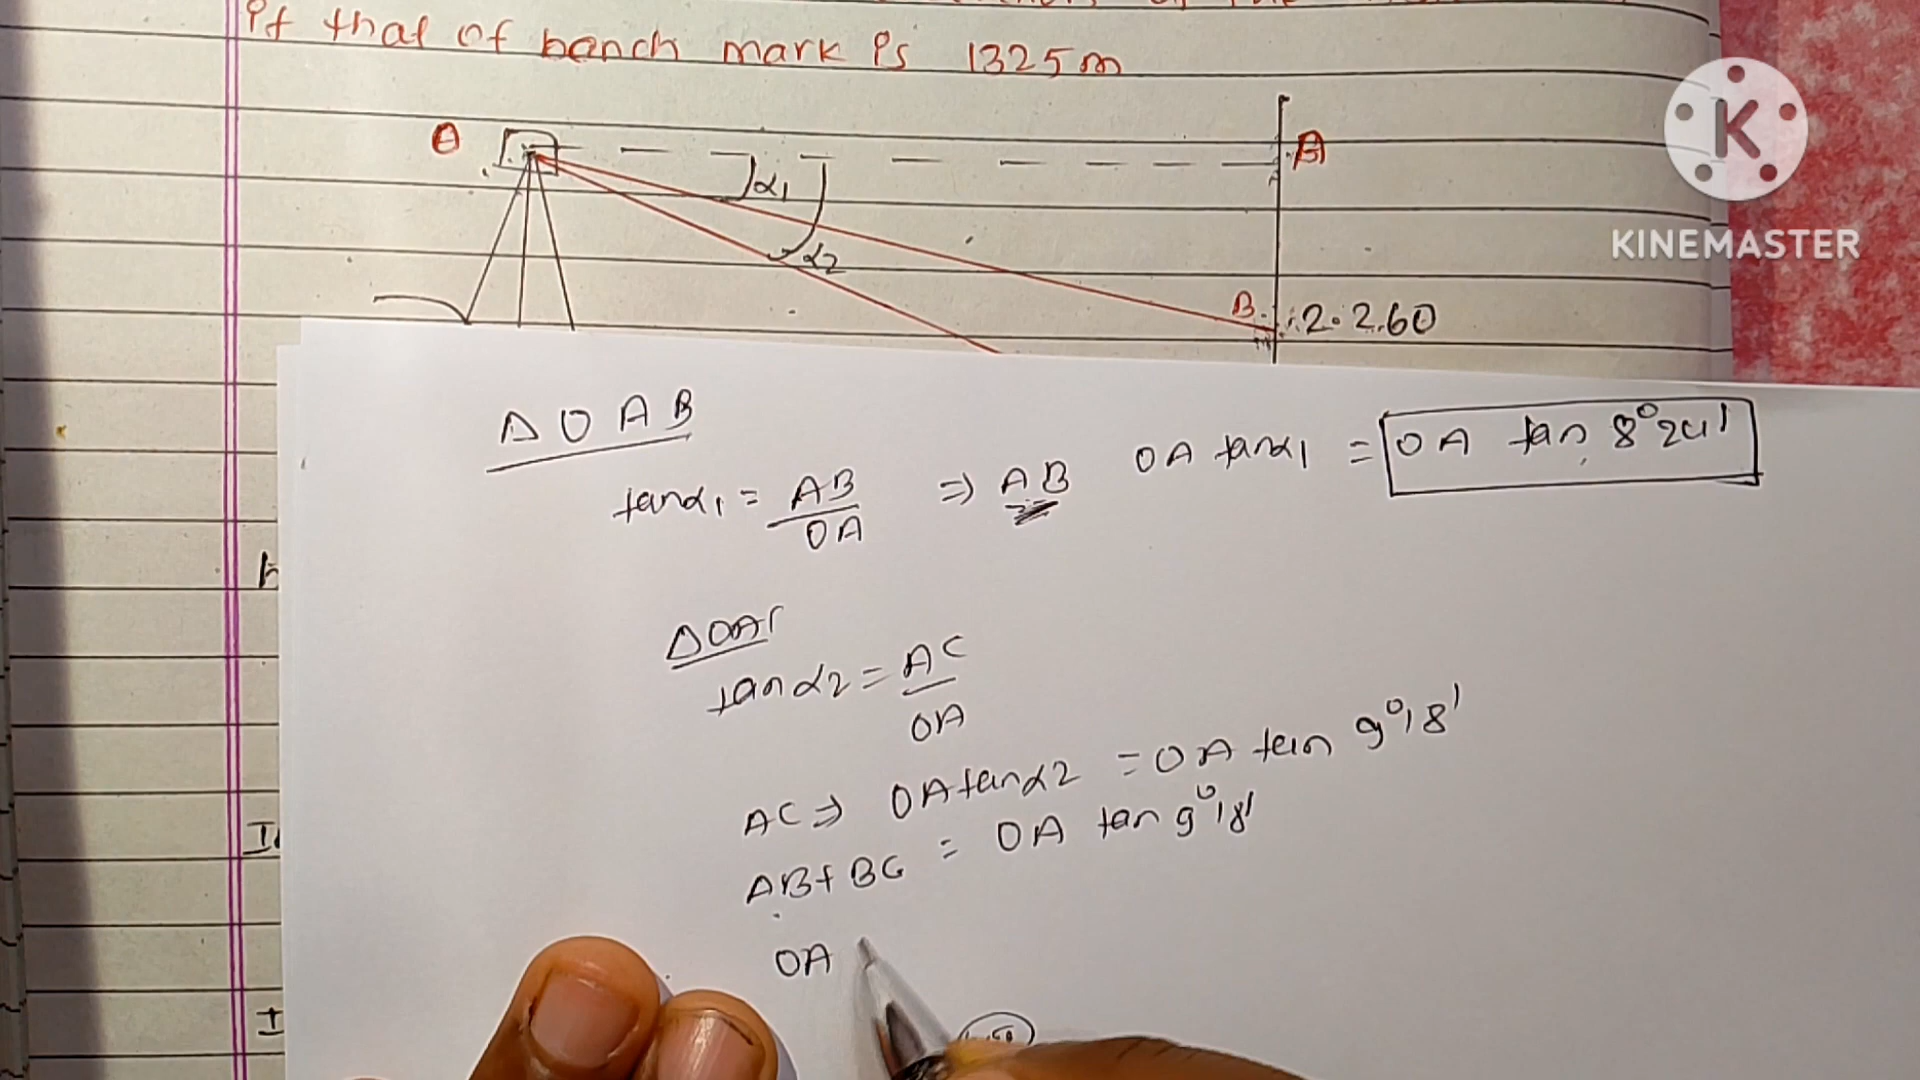 if that of bench mark is 1325m
O
A
α1
α2
B
2.260
K
KINEMASTER
Δ O A B
tanα1 = AB/OA ⇒ AB OA tanα1 = OA tan 8°24'
ΔOAC
tanα2 = AC/OA
AC ⇒ OA tanα2 = OA tan 9°18'
AB+BC = OA tan 9°18'
OA